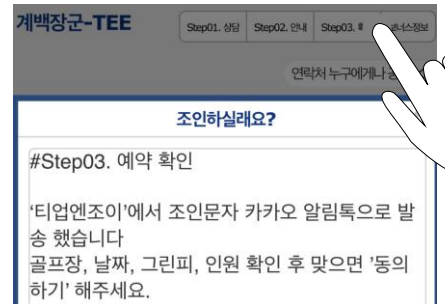 계백장군-TEE
Step01. 상담
Step02. 안내
Step03.
연락처 누구에게나
조인하실래요?
#Step03. 예약 확인
‘티업엔조이’에서 조인문자 카카오 알림톡으로 발
송 했습니다
골프장, 날짜, 그린피, 인원 확인 후 맞으면 ’동의
하기’ 해주세요.